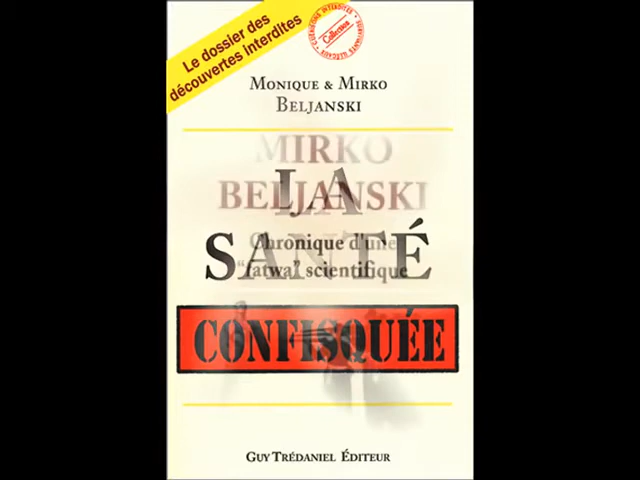 Le dossier des
découvertes interdites
Collection
MONIQUE & MIRKO
BELJANSKI
MIRKO
BELJANSKI
LA
SANTÉ
Chronique d'une
"fatwa" scientifique
CONFISQUÉE
GUY TRÉDANIEL ÉDITEUR